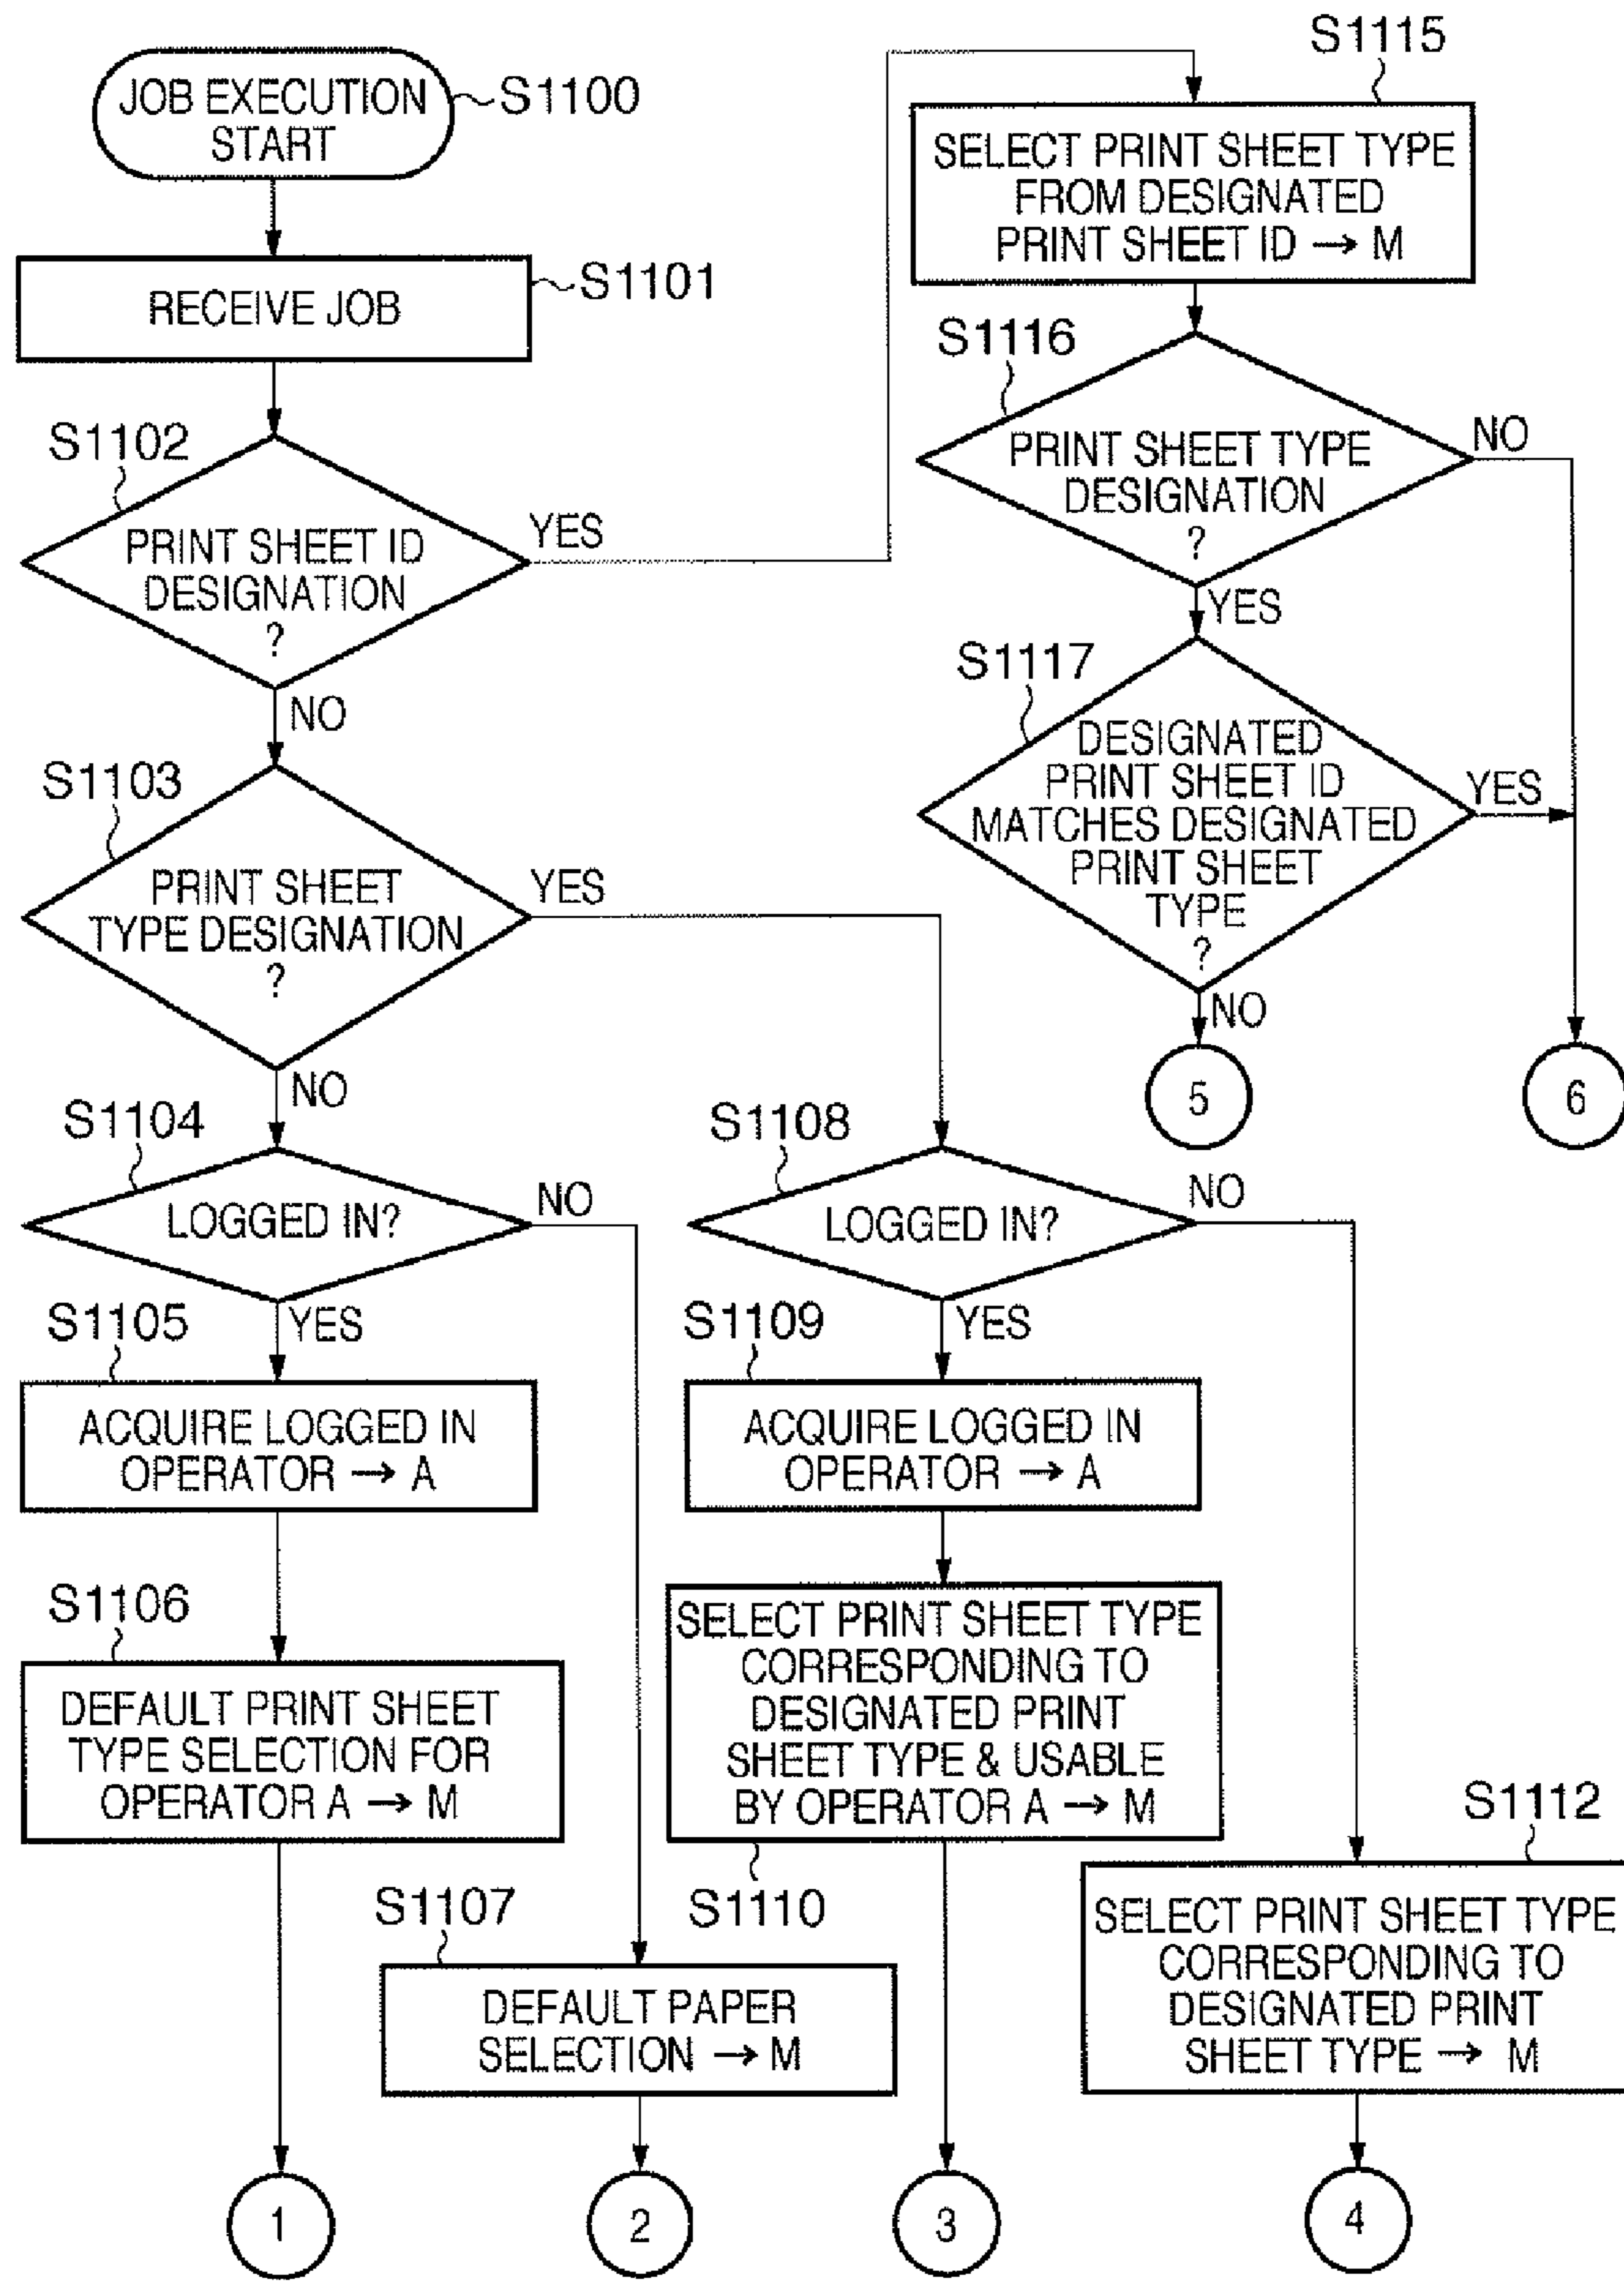 JOB EXECUTION
START
S1100
RECEIVE JOB
S1101
S1102
PRINT SHEET ID
DESIGNATION
?
YES
NO
S1103
PRINT SHEET
TYPE DESIGNATION
?
YES
NO
S1104
LOGGED IN?
NO
YES
S1105
ACQUIRE LOGGED IN
OPERATOR → A
S1106
DEFAULT PRINT SHEET
TYPE SELECTION FOR
OPERATOR A → M
1
S1107
DEFAULT PAPER
SELECTION → M
2
S1108
LOGGED IN?
NO
YES
S1109
ACQUIRE LOGGED IN
OPERATOR → A
SELECT PRINT SHEET TYPE
CORRESPONDING TO
DESIGNATED PRINT
SHEET TYPE & USABLE
BY OPERATOR A → M
S1110
3
S1112
SELECT PRINT SHEET TYPE
CORRESPONDING TO
DESIGNATED PRINT
SHEET TYPE → M
4
S1115
SELECT PRINT SHEET TYPE
FROM DESIGNATED
PRINT SHEET ID → M
S1116
PRINT SHEET TYPE
DESIGNATION
?
NO
YES
S1117
DESIGNATED
PRINT SHEET ID
MATCHES DESIGNATED
PRINT SHEET
TYPE
?
YES
NO
5
6